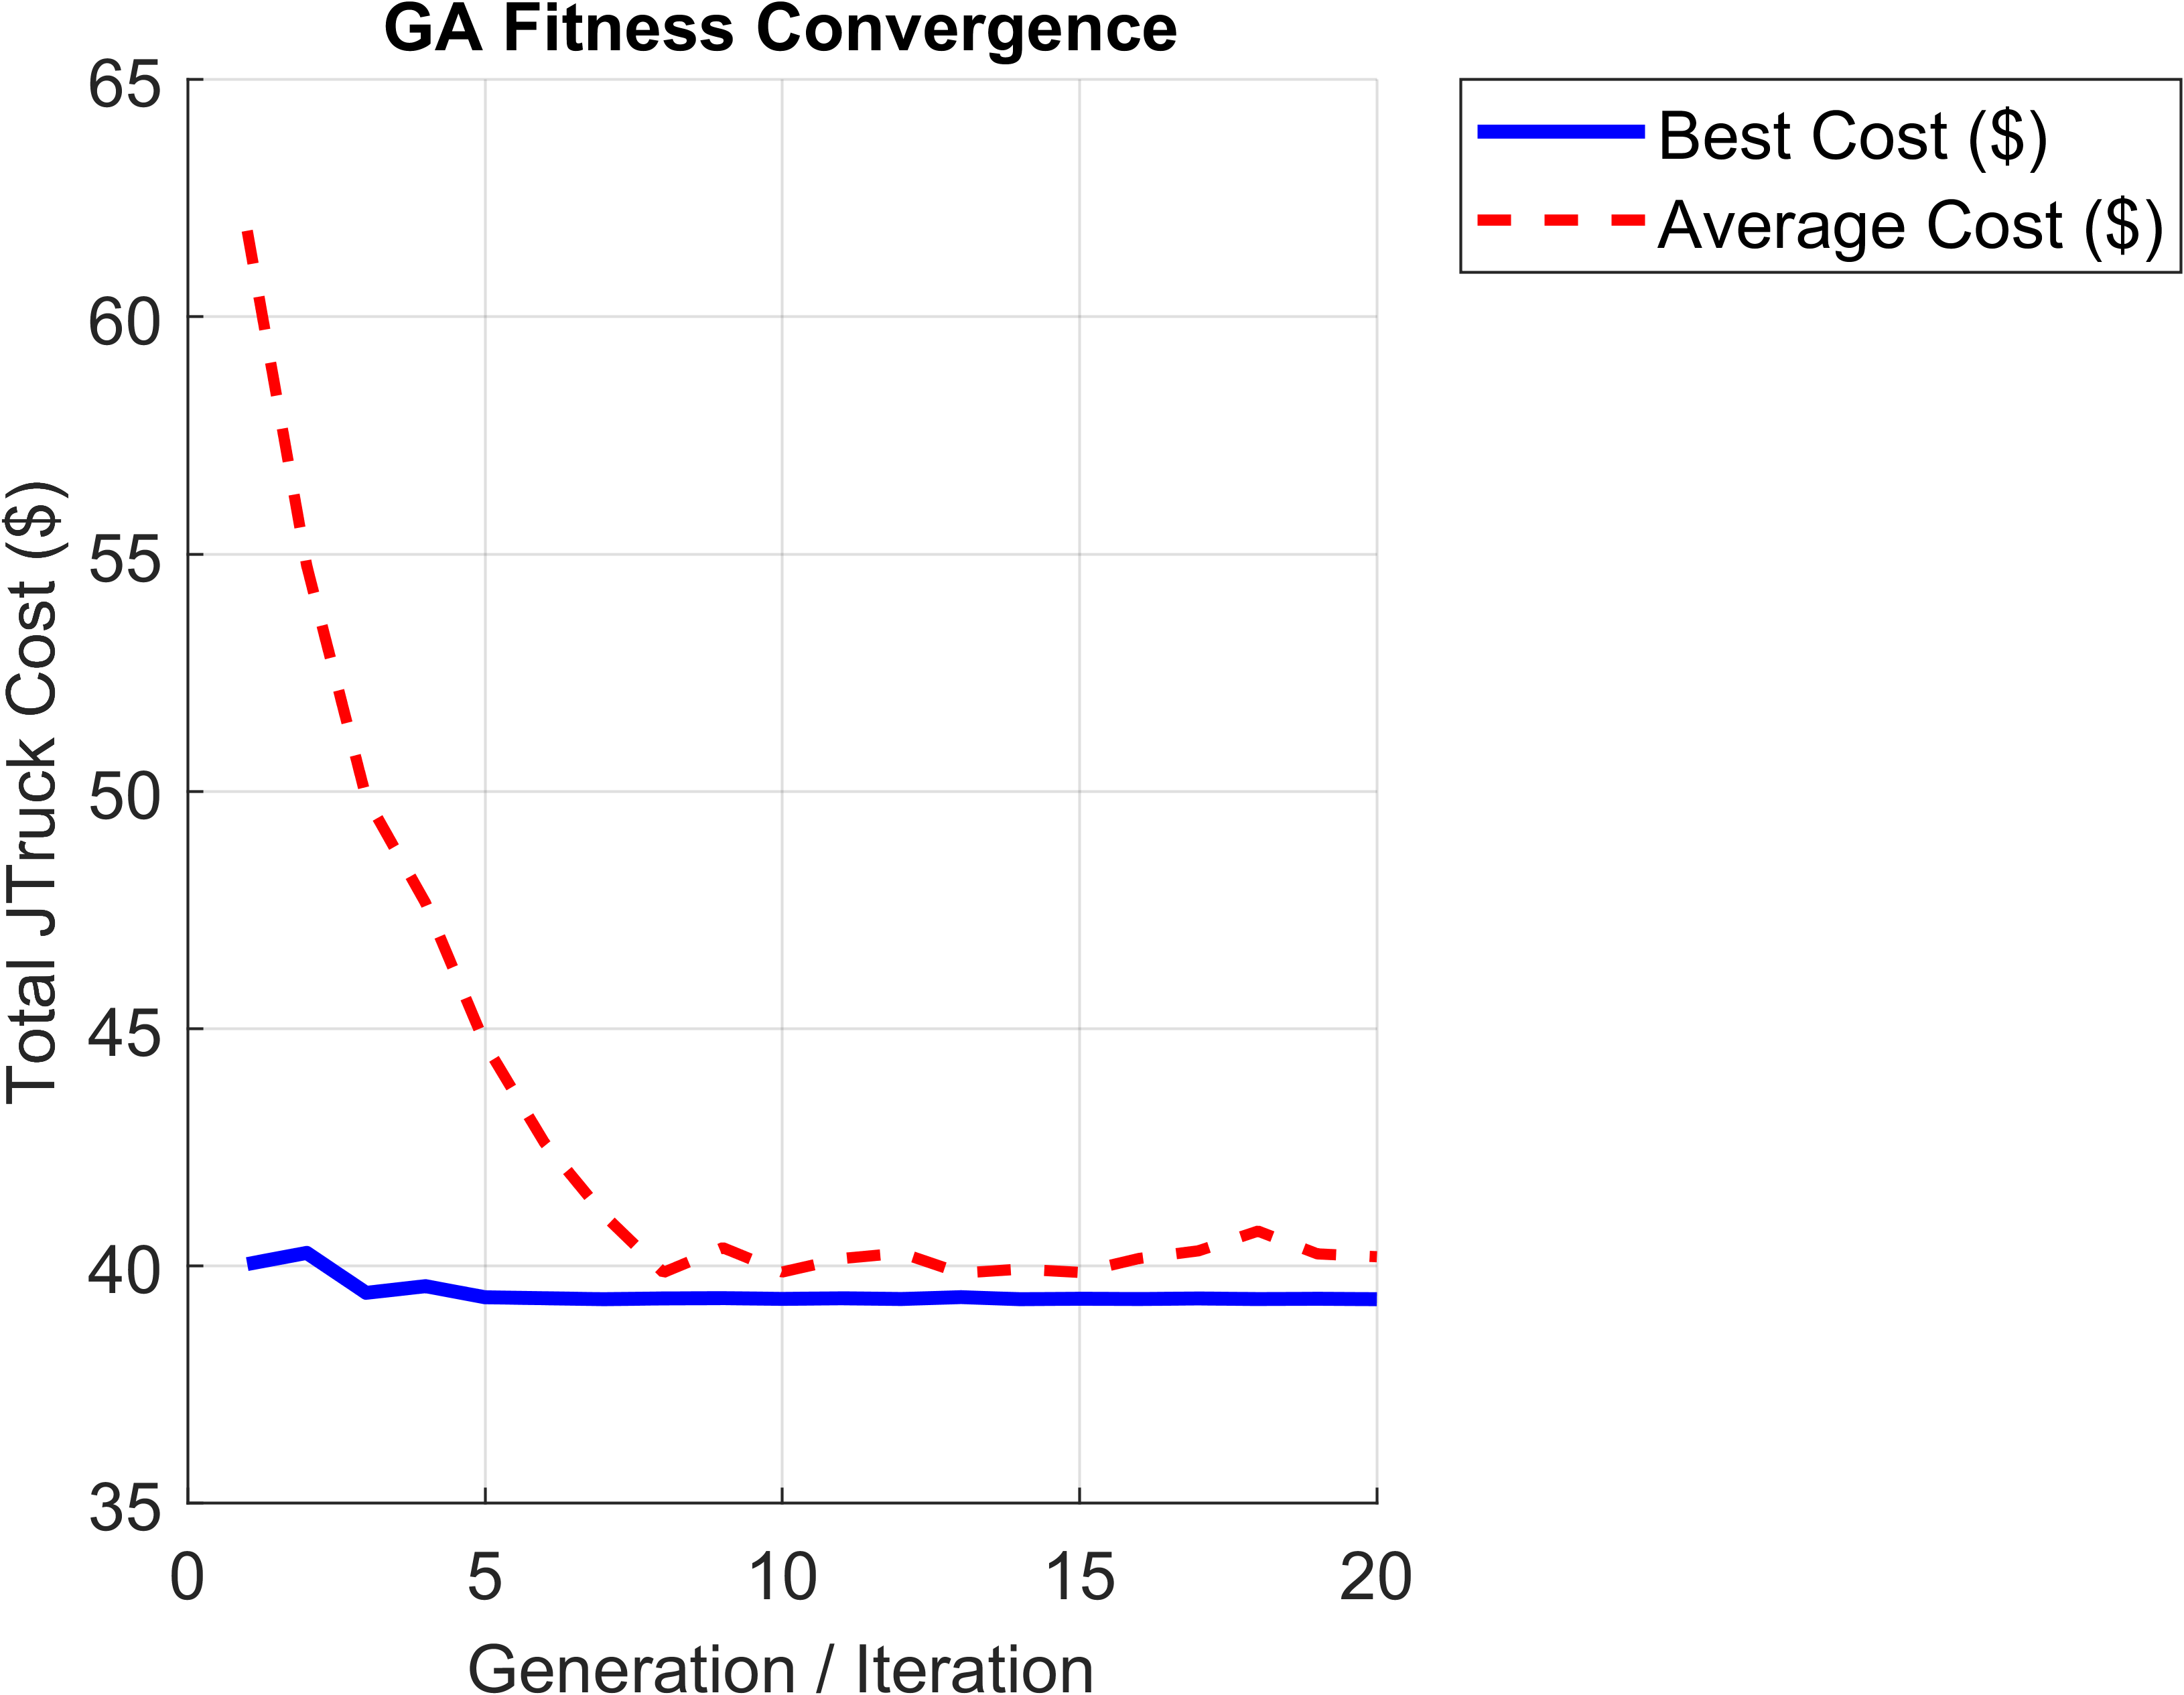 GA Fitness Convergence
Best Cost ($)
Average Cost ($)
Total JTruck Cost ($)
65
60
55
50
45
40
35
0 5 10 15 20
Generation / Iteration